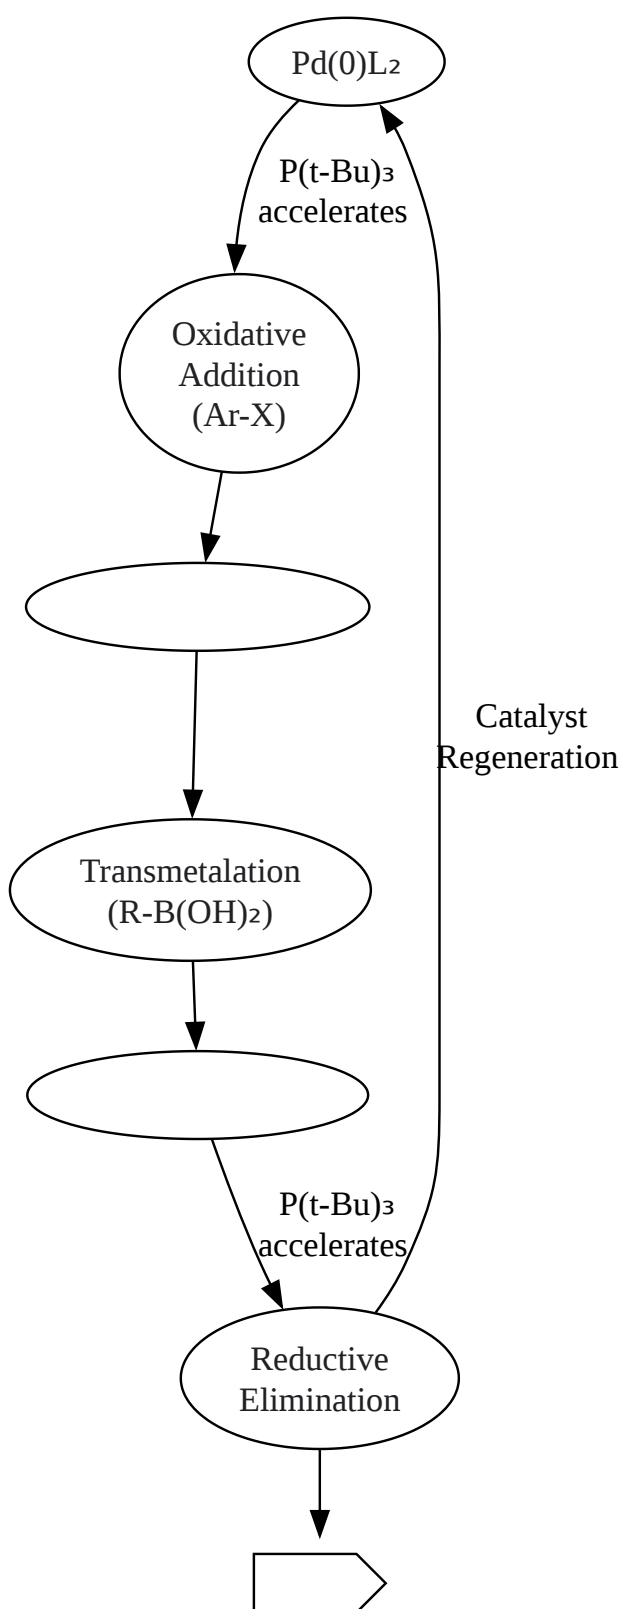 Pd(0)L₂
P(t-Bu)₃
accelerates
Oxidative
Addition
(Ar-X)
Catalyst
Regeneration
Transmetalation
(R-B(OH)₂)
P(t-Bu)₃
accelerates
Reductive
Elimination